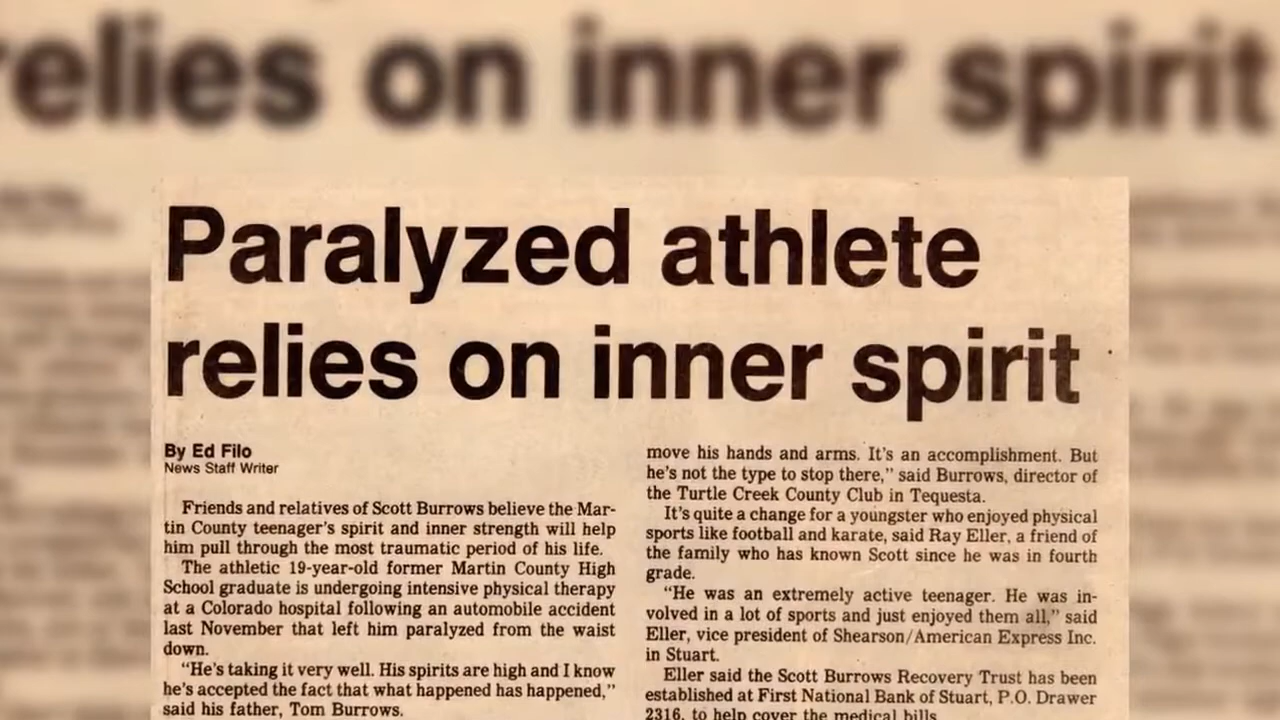 relies on inner spirit
Paralyzed athlete
relies on inner spirit
By Ed Filo
News Staff Writer
Friends and relatives of Scott Burrows believe the Mar-
tin County teenager's spirit and inner strength will help
him pull through the most traumatic period of his life.
The athletic 19-year-old former Martin County High
School graduate is undergoing intensive physical therapy
at a Colorado hospital following an automobile accident
last November that left him paralyzed from the waist
down.
"He's taking it very well. His spirits are high and I know
he's accepted the fact that what happened has happened,"
said his father, Tom Burrows.
move his hands and arms. It's an accomplishment. But
he's not the type to stop there," said Burrows, director of
the Turtle Creek County Club in Tequesta.
It's quite a change for a youngster who enjoyed physical
sports like football and karate, said Ray Eller, a friend of
the family who has known Scott since he was in fourth
grade.
"He was an extremely active teenager. He was in-
volved in a lot of sports and just enjoyed them all," said
Eller, vice president of Shearson/American Express Inc.
in Stuart.
Eller said the Scott Burrows Recovery Trust has been
established at First National Bank of Stuart, P.O. Drawer
2316, to help cover the medical bills